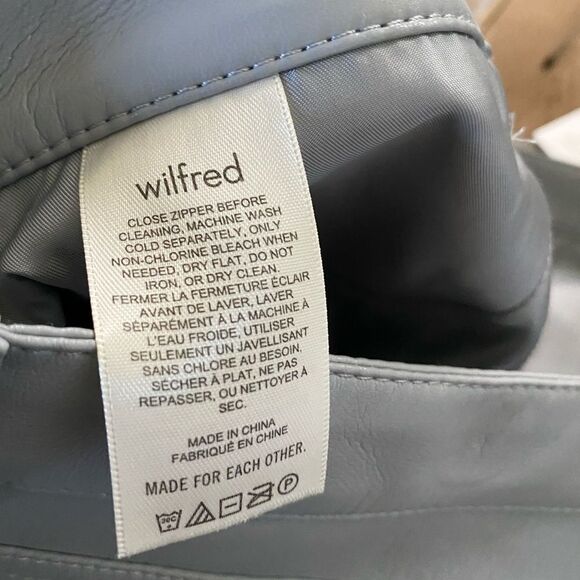 wilfred
CLOSE ZIPPER BEFORE
CLEANING, MACHINE WASH
COLD SEPARATELY, ONLY
NON-CHLORINE BLEACH WHEN
NEEDED, DRY FLAT, DO NOT
IRON, OR DRY CLEAN.
FERMER LA FERMETURE ÉCLAIR
AVANT DE LAVER, LAVER
SÉPARÉMENT À LA MACHINE À
L'EAU FROIDE, UTILISER
SEULEMENT UN JAVELLISANT
SANS CHLORE AU BESOIN,
SÉCHER À PLAT, NE PAS
REPASSER, OU NETTOYER À
SEC.
MADE IN CHINA
FABRIQUÉ EN CHINE
MADE FOR EACH OTHER.
30C P